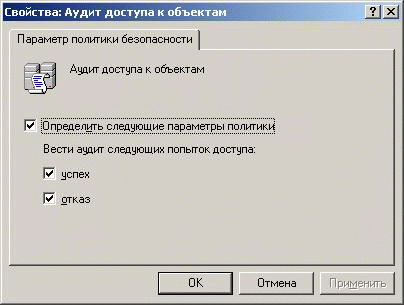 Свойства: Аудит доступа к объектам
Параметр политики безопасности
Аудит доступа к объектам
Определить следующие параметры политики
Вести аудит следующих попыток доступа:
успех
отказ
OK
Отмена
Применить